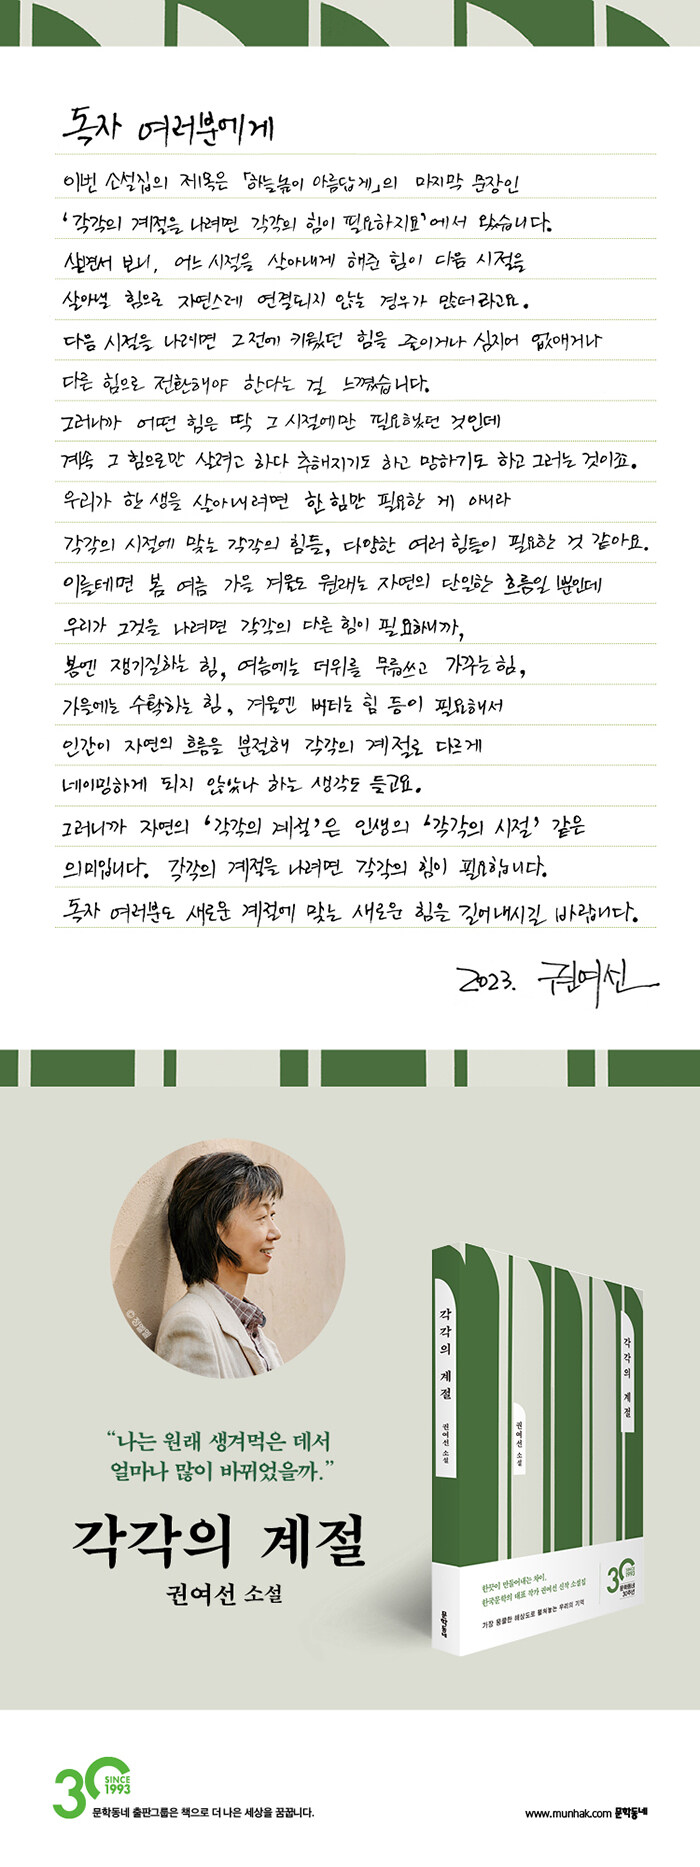 독자 여러분에게
이번 소설집의 제목은 「하늘높이 아름답게」의 마지막 문장인
‘각각의 계절을 나려면 각각의 힘이 필요하지요’에서 왔습니다.
살면서 보니, 어느 시절을 살아내게 해준 힘이 다음 시절을
살아낼 힘으로 자연스레 연결되지 않는 경우가 많더라고요.
다음 시절을 나려면 그전에 키웠던 힘을 줄이거나 심지어 없애거나
다른 힘으로 전환해야 한다는 걸 느꼈습니다.
그러니까 어떤 힘은 딱 그 시절에만 필요했던 것인데
계속 그 힘으로만 살려고 하다 추해지기도 하고 망하기도 하고 그러는 것이죠.
우리가 한 생을 살아내려면 한 힘만 필요한 게 아니라
각각의 시절에 맞는 각각의 힘들, 다양한 여러 힘들이 필요한 것 같아요.
이를테면 봄 여름 가을 겨울도 원래는 자연의 단일한 흐름일 뿐인데
우리가 그것을 나려면 각각의 다른 힘이 필요하니까,
봄엔 쟁기질하는 힘, 여름에는 더위를 무릅쓰고 가꾸는 힘,
가을에는 수확하는 힘, 겨울엔 버티는 힘 등이 필요해서
인간이 자연의 흐름을 분절해 각각의 계절로 다르게
네이밍하게 되지 않았나 하는 생각도 들고요.
그러니까 자연의 ‘각각의 계절’은 인생의 ‘각각의 시절’ 같은
의미입니다. 각각의 계절을 나려면 각각의 힘이 필요합니다.
독자 여러분도 새로운 계절에 맞는 새로운 힘을 길어내시길 바랍니다.
2023. 권여선
“나는 원래 생겨먹은 데서
얼마나 많이 바뀌었을까.”
각각의 계절
권여선 소설
각각의 계절
권여선 소설
문학동네
각각의 계절
권여선 소설
한끗이 만들어내는 차이,
한국문학의 대표 작가 권여선 신작 소설집
가장 뭉클한 해상도로 펼쳐놓는 우리의 기억
30 SINCE 1993
문학동네
30주년
30 SINCE 1993
문학동네 출판그룹은 책으로 더 나은 세상을 꿈꿉니다.
www.munhak.com 문학동네